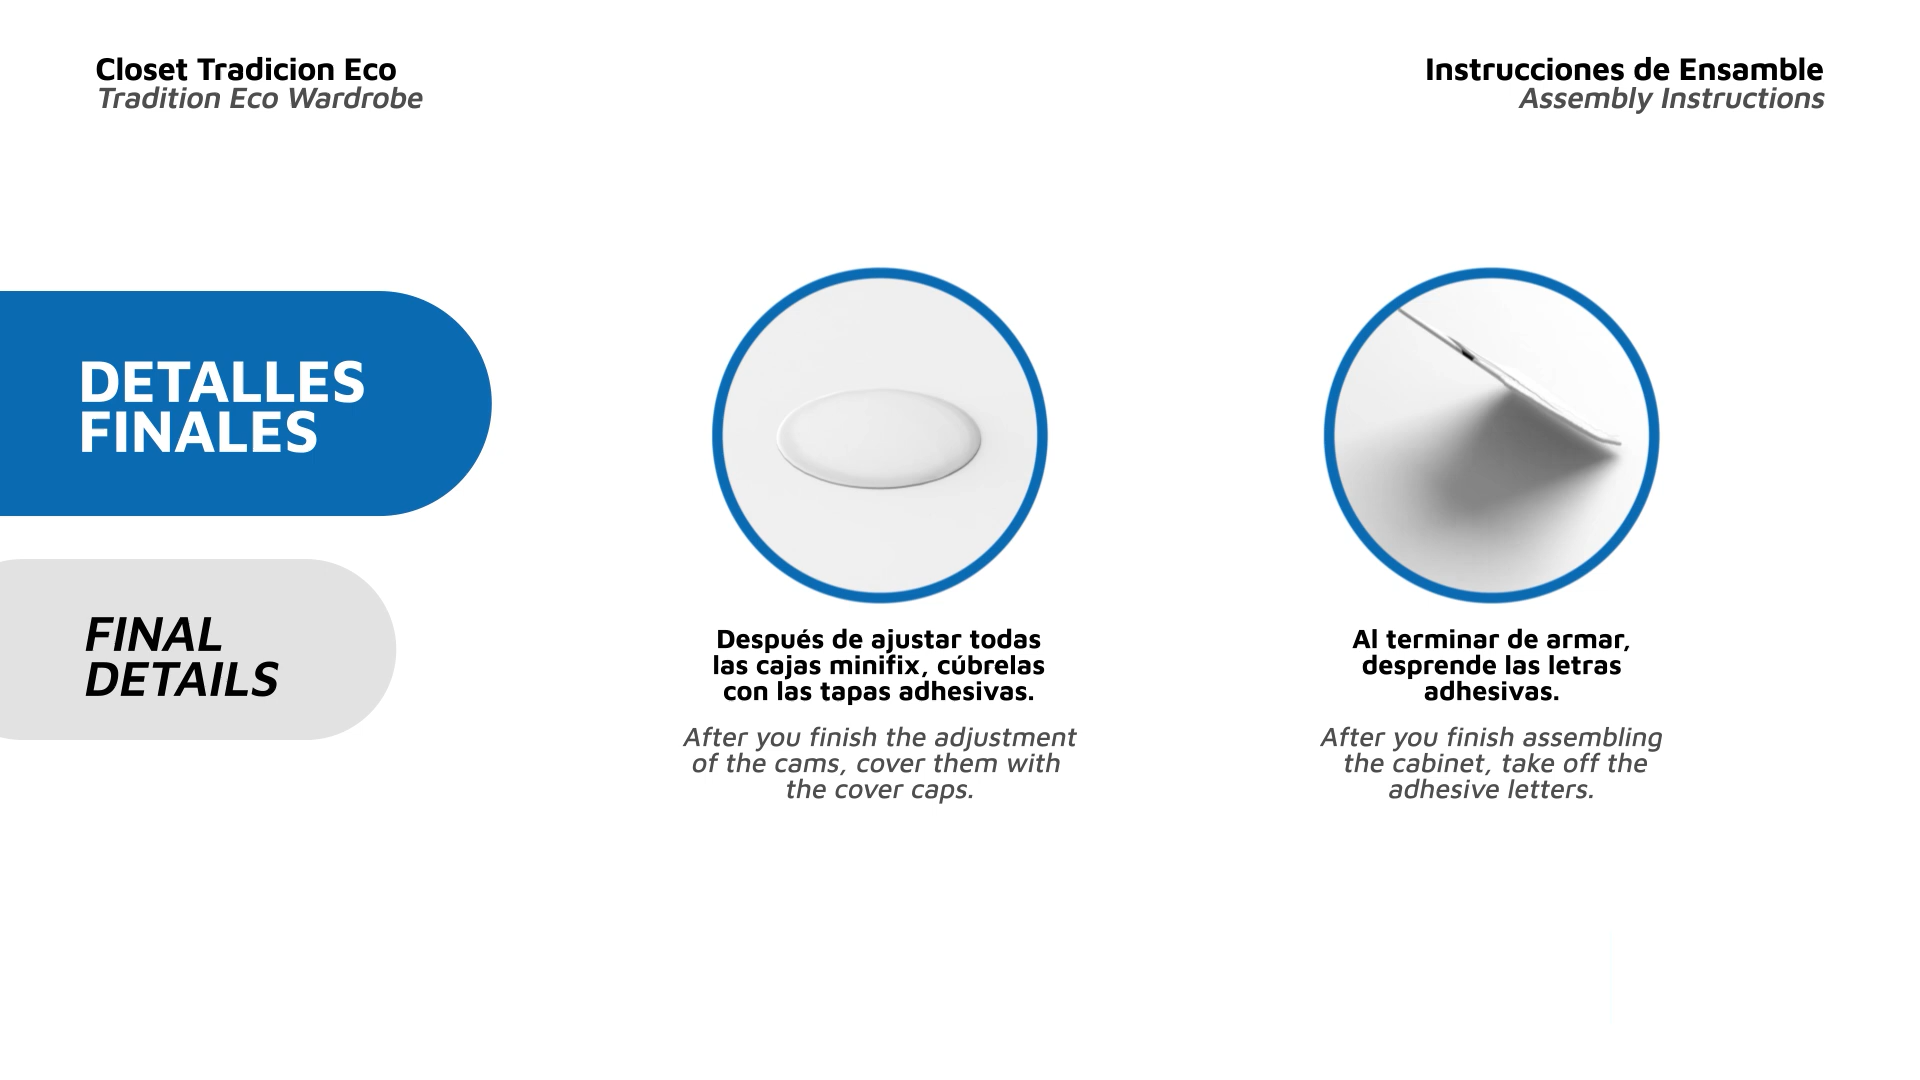 Closet Tradicion Eco
Tradition Eco Wardrobe
Instrucciones de Ensamble
Assembly Instructions
DETALLES
FINALES
FINAL
DETAILS
Después de ajustar todas
las cajas minifix, cúbrelas
con las tapas adhesivas.
After you finish the adjustment
of the cams, cover them with
the cover caps.
Al terminar de armar,
desprende las letras
adhesivas.
After you finish assembling
the cabinet, take off the
adhesive letters.